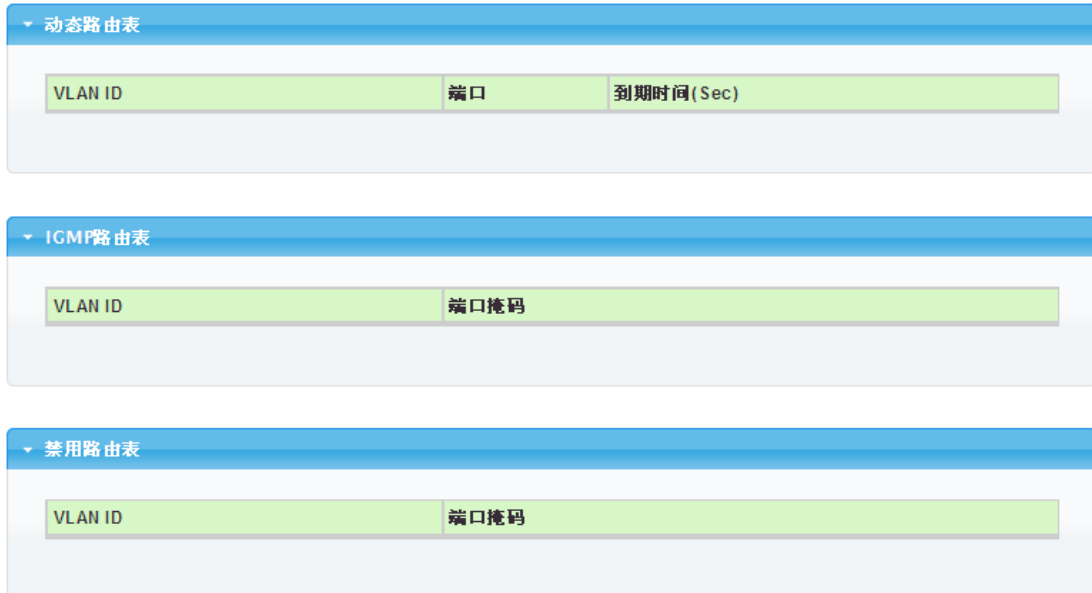 动态路由表
VLAN ID 端口 到期时间(Sec)
IGMP路由表
VLAN ID 端口掩码
禁用路由表
VLAN ID 端口掩码